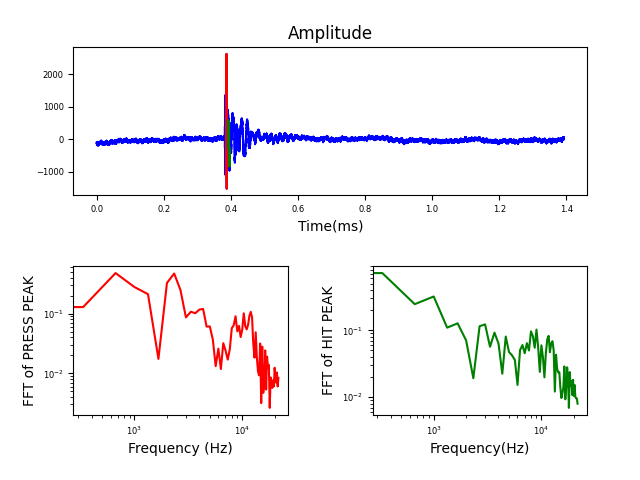 Amplitude
2000
1000
0
−1000
0.0 0.2 0.4 0.6 0.8 1.0 1.2 1.4
Time(ms)
FFT of PRESS PEAK
10⁻¹
10⁻²
10³ 10⁴
Frequency (Hz)
FFT of HIT PEAK
10⁻¹
10⁻²
10³ 10⁴
Frequency(Hz)